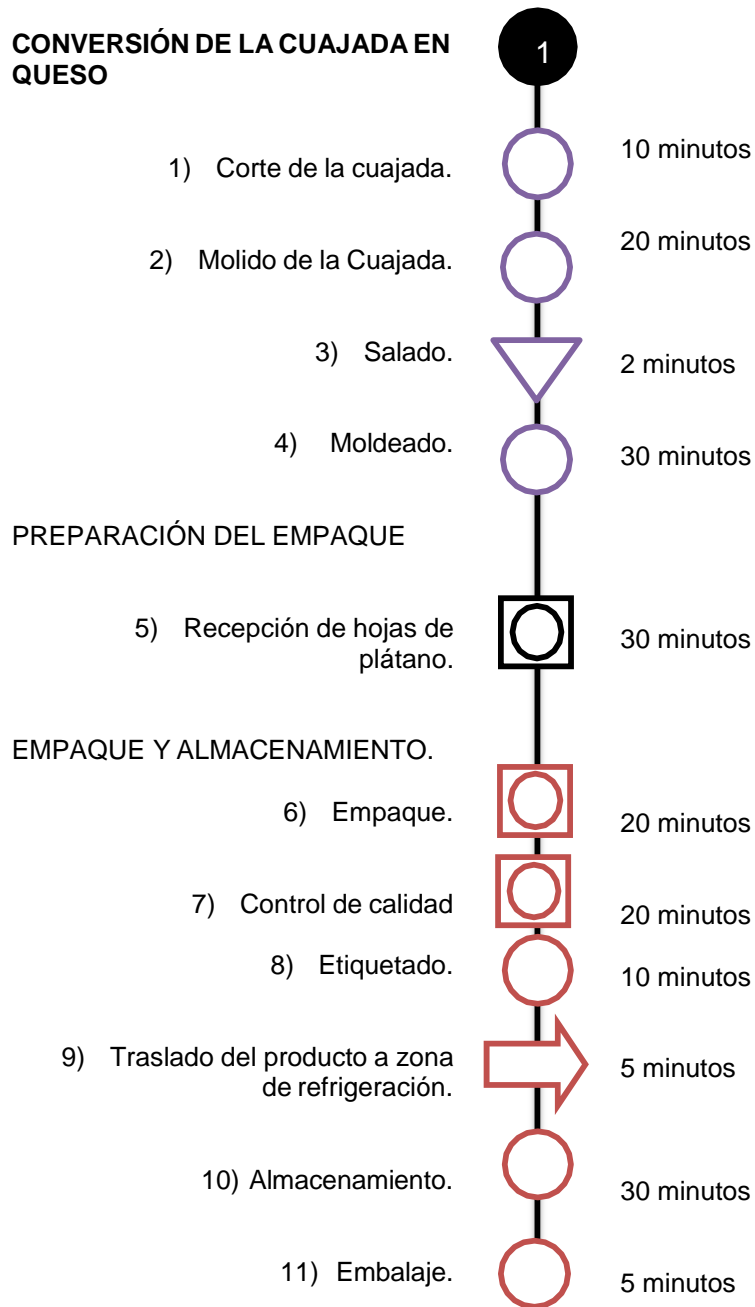 CONVERSIÓN DE LA CUAJADA EN
QUESO
1
1) Corte de la cuajada.
10 minutos
2) Molido de la Cuajada.
20 minutos
3) Salado.
2 minutos
4) Moldeado.
30 minutos
PREPARACIÓN DEL EMPAQUE
5) Recepción de hojas de
plátano.
30 minutos
EMPAQUE Y ALMACENAMIENTO.
6) Empaque.
20 minutos
7) Control de calidad
20 minutos
8) Etiquetado.
10 minutos
9) Traslado del producto a zona
de refrigeración.
5 minutos
10) Almacenamiento.
30 minutos
11) Embalaje.
5 minutos